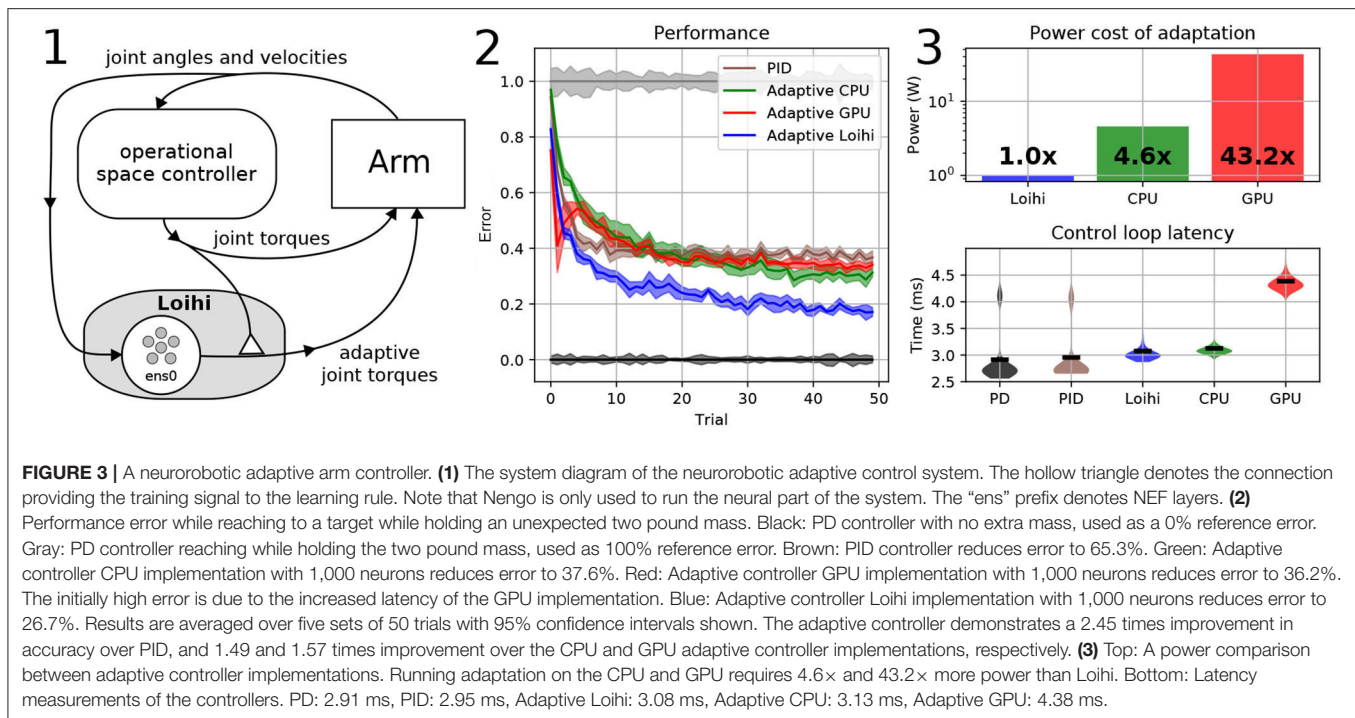 1
joint angles and velocities
operational
space controller
Arm
joint torques
Loihi
ens0
adaptive
joint torques
2
Performance
PID
Adaptive CPU
Adaptive GPU
Adaptive Loihi
1.0
0.8
0.6
0.4
0.2
0.0
Error
0
10
20
30
40
50
Trial
3
Power cost of adaptation
Power (W)
10¹
10⁰
1.0x
4.6x
43.2x
Loihi
CPU
GPU
Control loop latency
Time (ms)
4.5
4.0
3.5
3.0
2.5
PD
PID
Loihi
CPU
GPU
FIGURE 3 | A neurorobotic adaptive arm controller. (1) The system diagram of the neurorobotic adaptive control system. The hollow triangle denotes the connection
providing the training signal to the learning rule. Note that Nengo is only used to run the neural part of the system. The “ens” prefix denotes NEF layers. (2)
Performance error while reaching to a target while holding an unexpected two pound mass. Black: PD controller with no extra mass, used as a 0% reference error.
Gray: PD controller reaching while holding the two pound mass, used as 100% reference error. Brown: PID controller reduces error to 65.3%. Green: Adaptive
controller CPU implementation with 1,000 neurons reduces error to 37.6%. Red: Adaptive controller GPU implementation with 1,000 neurons reduces error to 36.2%.
The initially high error is due to the increased latency of the GPU implementation. Blue: Adaptive controller Loihi implementation with 1,000 neurons reduces error to
26.7%. Results are averaged over five sets of 50 trials with 95% confidence intervals shown. The adaptive controller demonstrates a 2.45 times improvement in
accuracy over PID, and 1.49 and 1.57 times improvement over the CPU and GPU adaptive controller implementations, respectively. (3) Top: A power comparison
between adaptive controller implementations. Running adaptation on the CPU and GPU requires 4.6× and 43.2× more power than Loihi. Bottom: Latency
measurements of the controllers. PD: 2.91 ms, PID: 2.95 ms, Adaptive Loihi: 3.08 ms, Adaptive CPU: 3.13 ms, Adaptive GPU: 4.38 ms.